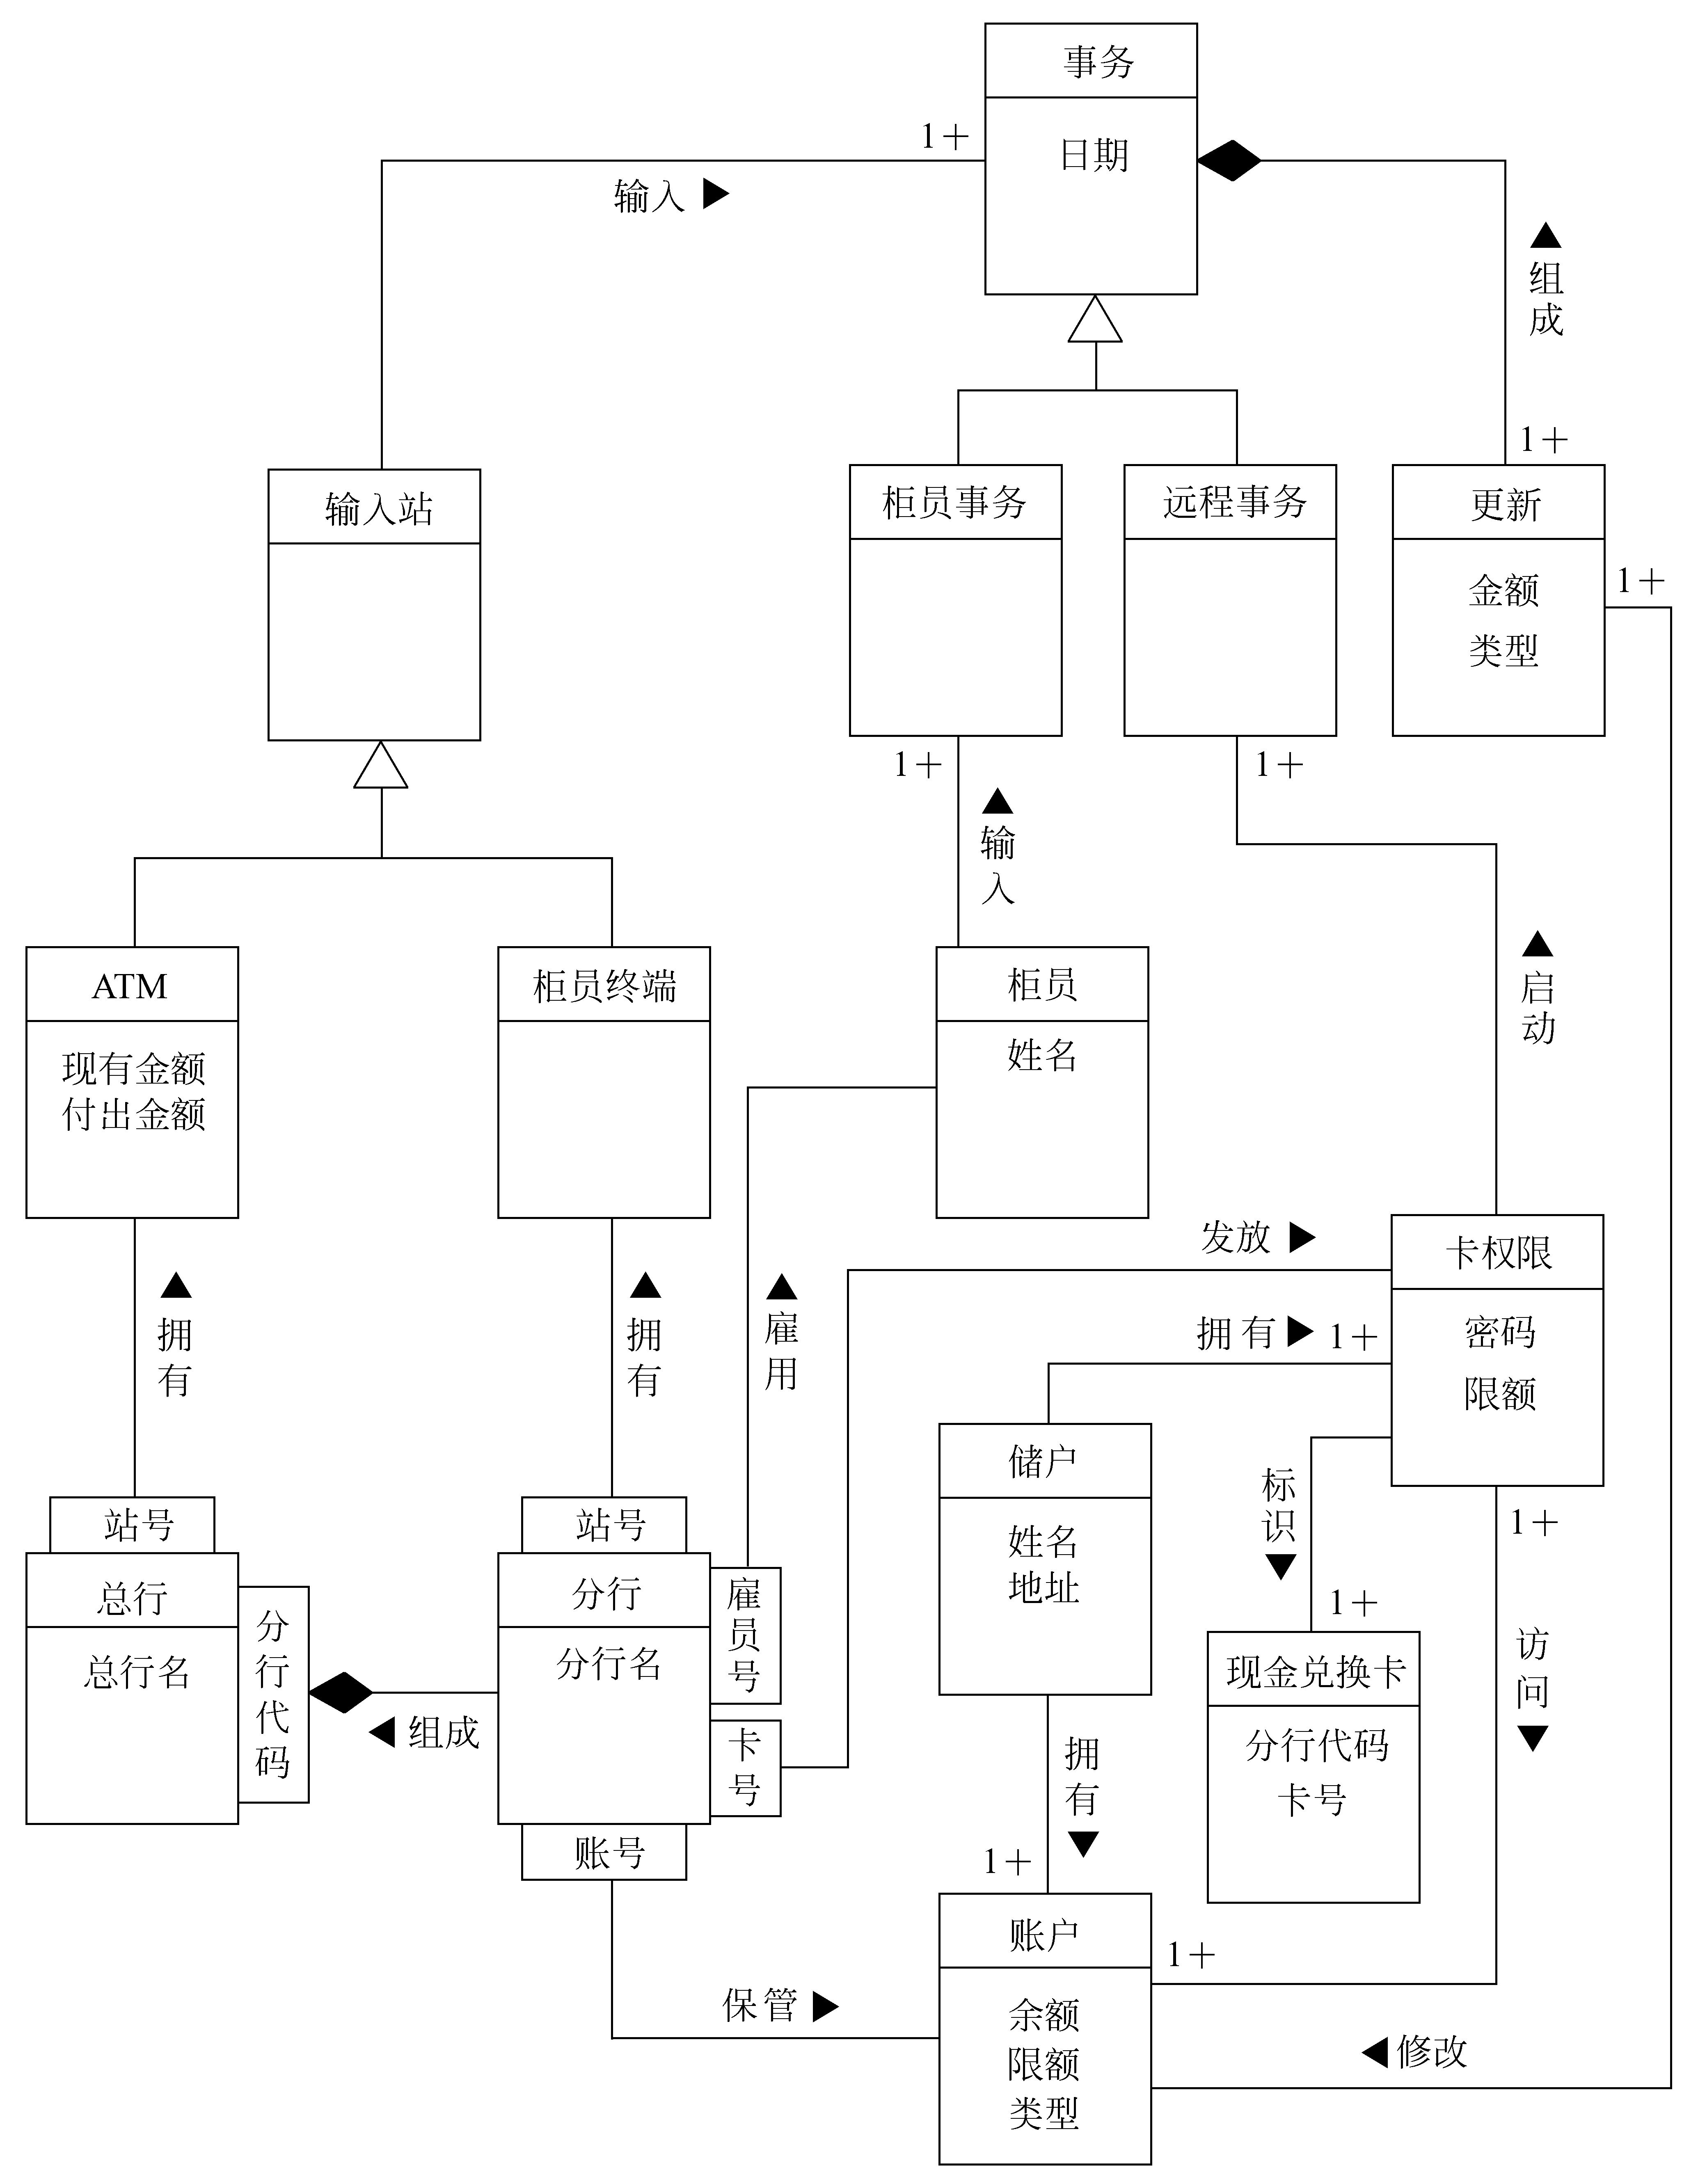 事务
日期
1+
输入
组成
1+
输入站
柜员事务
远程事务
更新
金额
类型
1+
1+
1+
输入
启动
ATM
现有金额
付出金额
柜员终端
柜员
姓名
拥有
拥有
雇用
发放
拥有
1+
卡权限
密码
限额
储户
姓名
地址
标识
1+
1+
访问
站号
总行
总行名
分行代码
组成
站号
分行
分行名
雇员号
卡号
账号
现金兑换卡
分行代码
卡号
拥有
1+
账户
余额
限额
类型
1+
保管
修改